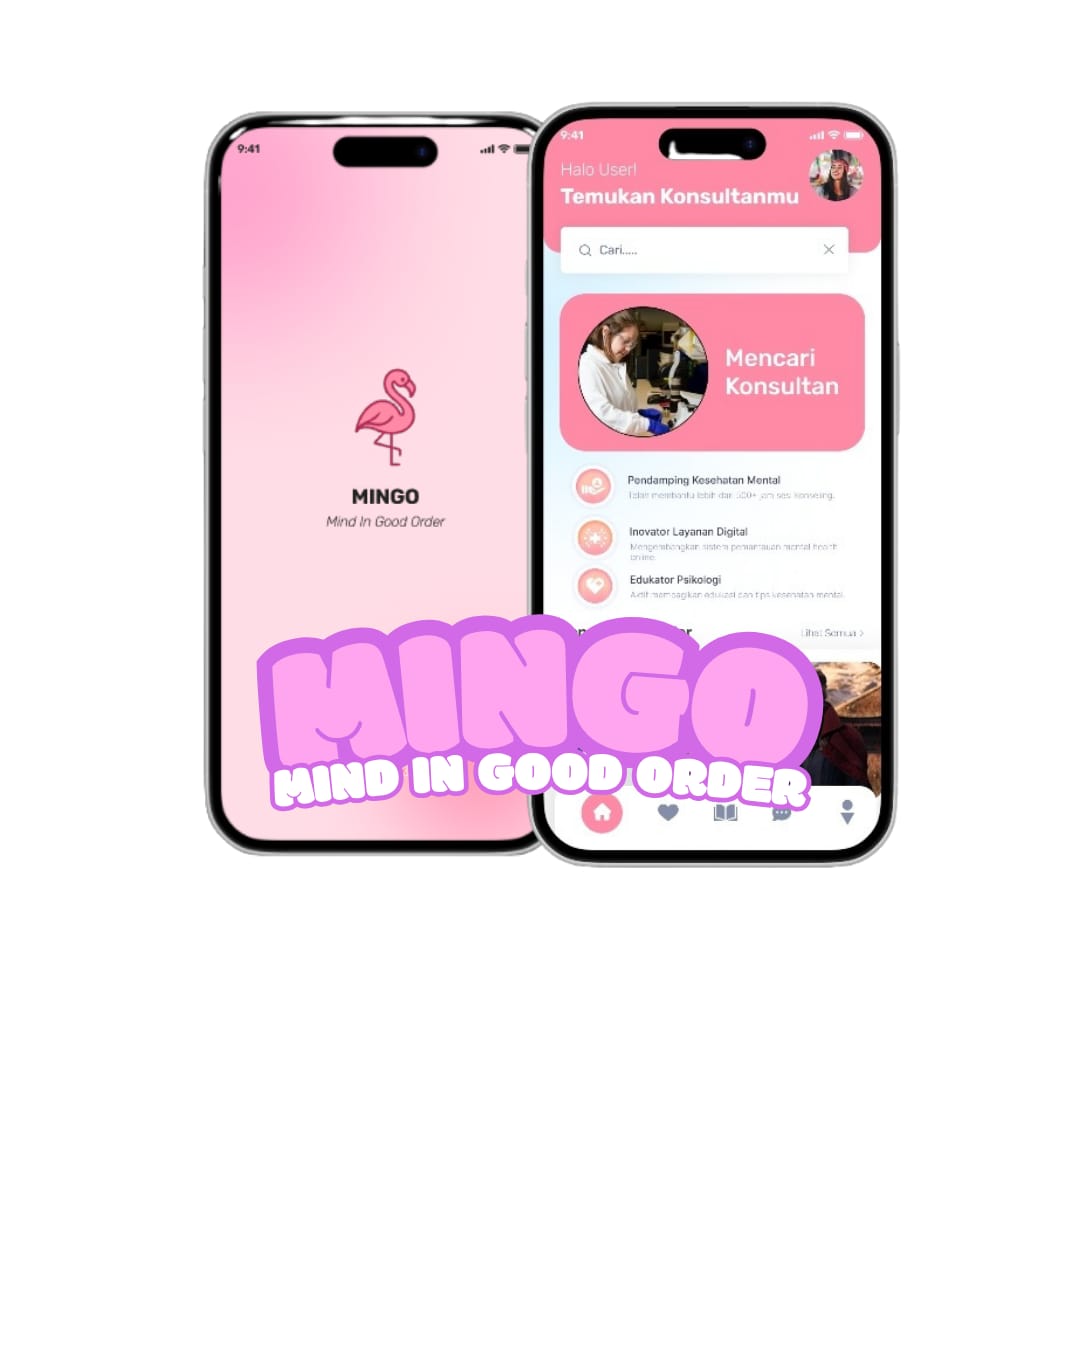 9:41
MINGO
Mind In Good Order
9:41
Halo User!
Temukan Konsultanmu
Cari.....
Mencari
Konsultan
Pendamping Kesehatan Mental
Telah membantu lebih dari 500+ jam sesi konseling.
Inovator Layanan Digital
Mengembangkan sistem pemantauan mental health
online.
Edukator Psikologi
Aktif membagikan edukasi dan tips kesehatan mental.
Lihat Semua >
MINGO
MIND IN GOOD ORDER